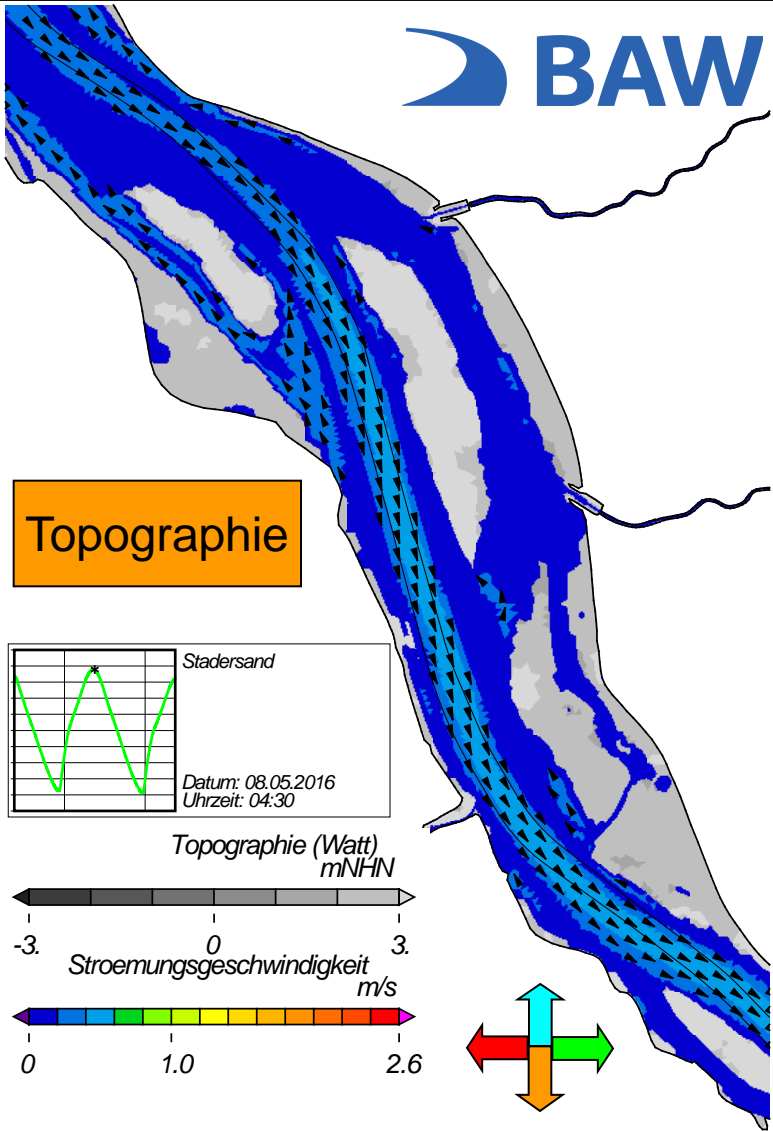 BAW
Topographie
Stadersand
Datum: 08.05.2016
Uhrzeit: 04:30
Topographie (Watt)
mNHN
-3. 0 3.
Stroemungsgeschwindigkeit
m/s
0 1.0 2.6